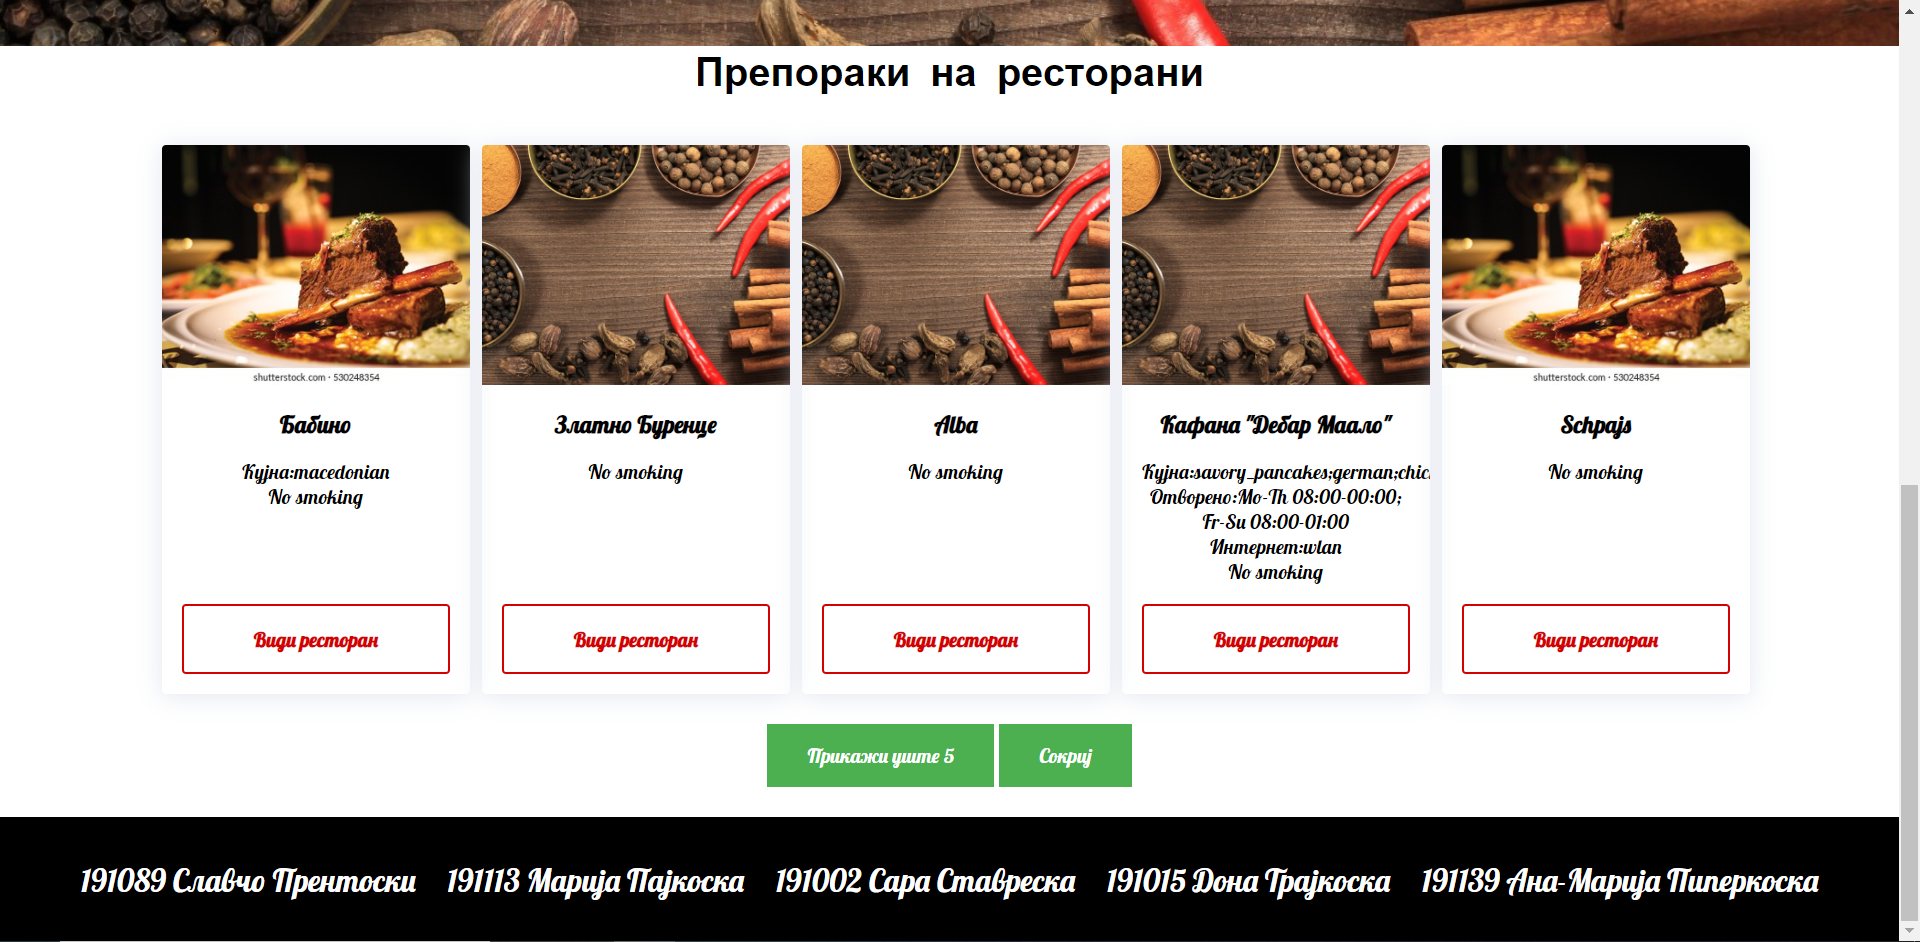 Препораки на ресторани
shutterstock.com · 530248354
Бабино
Кујна:macedonian
No smoking
Види ресторан
Златно Буренце
No smoking
Види ресторан
Alba
No smoking
Види ресторан
Кафана "Дебар Маало"
Кујна:savory_pancakes;german;chic
Отворено:Mo-Th 08:00-00:00;
Fr-Su 08:00-01:00
Интернет:wlan
No smoking
Види ресторан
shutterstock.com · 530248354
Schpajs
No smoking
Види ресторан
Прикажи уште 5
Сокриј
191089 Славчо Прентоски 191113 Марија Пајкоска 191002 Сара Ставреска 191015 Дона Трајкоска 191139 Ана-Марија Пиперкоска